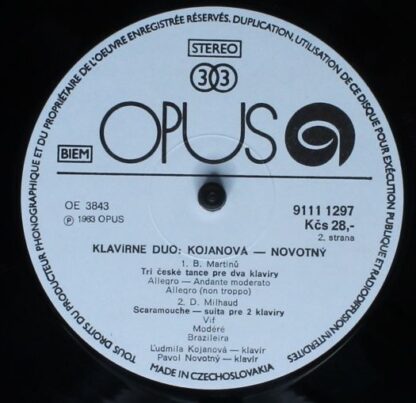 TOUS DROITS DU PRODUCTEUR PHONOGRAPHIQUE ET DU PROPRIÉTAIRE DE L'OEUVRE ENREGISTRÉE RÉSERVÉS. DUPLICATION, UTILISATION DE CE DISQUE POUR EXÉCUTION PUBLIQUE ET RADIODIFFUSION INTERDITES
STEREO
33
OPUS
BIEM
OE 3843
℗ 1983 OPUS
9111 1297
Kčs 28,-
2. strana
KLAVÍRNE DUO: KOJANOVÁ — NOVOTNÝ
1. B. Martinů
Tri české tance pre dva klavíry
Allegro — Andante moderato
Allegro (non troppo)
2. D. Milhaud
Scaramouche — suita pre 2 klavíry
Vif
Modéré
Brazileira
Ľudmila Kojanová — klavír
Pavol Novotný — klavír
MADE IN CZECHOSLOVAKIA